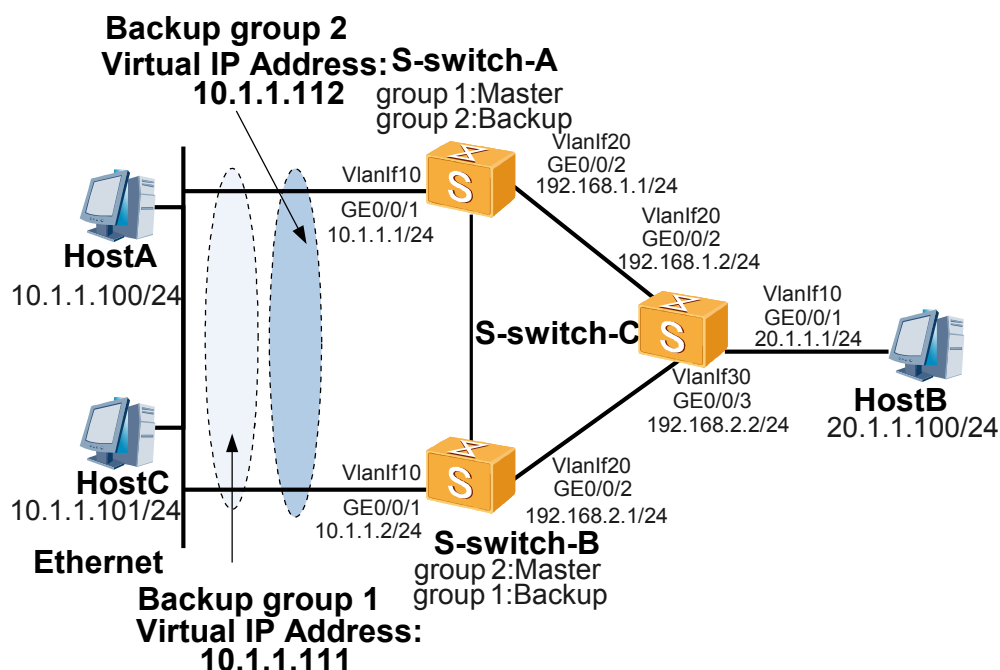 Backup group 2
Virtual IP Address:
10.1.1.112
S-switch-A
group 1:Master
group 2:Backup
VlanIf20
GE0/0/2
192.168.1.1/24
VlanIf10
GE0/0/1
10.1.1.1/24
S
VlanIf20
GE0/0/2
192.168.1.2/24
HostA
10.1.1.100/24
S-switch-C
S
VlanIf10
GE0/0/1
20.1.1.1/24
VlanIf30
GE0/0/3
192.168.2.2/24
HostB
20.1.1.100/24
HostC
10.1.1.101/24
VlanIf10
GE0/0/1
10.1.1.2/24
S
VlanIf20
GE0/0/2
192.168.2.1/24
S-switch-B
group 2:Master
group 1:Backup
Ethernet
Backup group 1
Virtual IP Address:
10.1.1.111